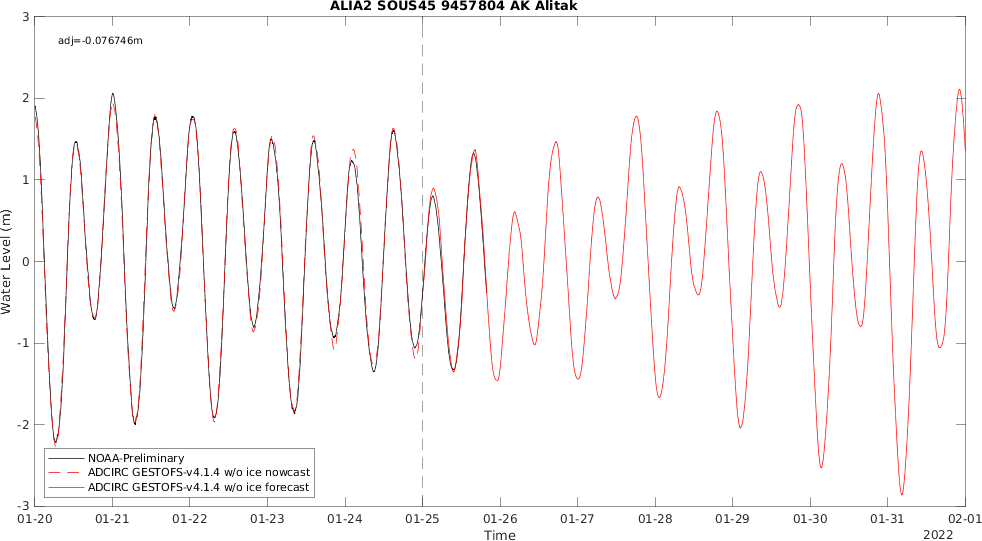 ALIA2 SOUS45 9457804 AK Alitak
adj=-0.076746m
3
2
1
0
-1
-2
-3
Water Level (m)
NOAA-Preliminary
ADCIRC GESTOFS-v4.1.4 w/o ice nowcast
ADCIRC GESTOFS-v4.1.4 w/o ice forecast
01-20 01-21 01-22 01-23 01-24 01-25 01-26 01-27 01-28 01-29 01-30 01-31 02-01
Time
2022